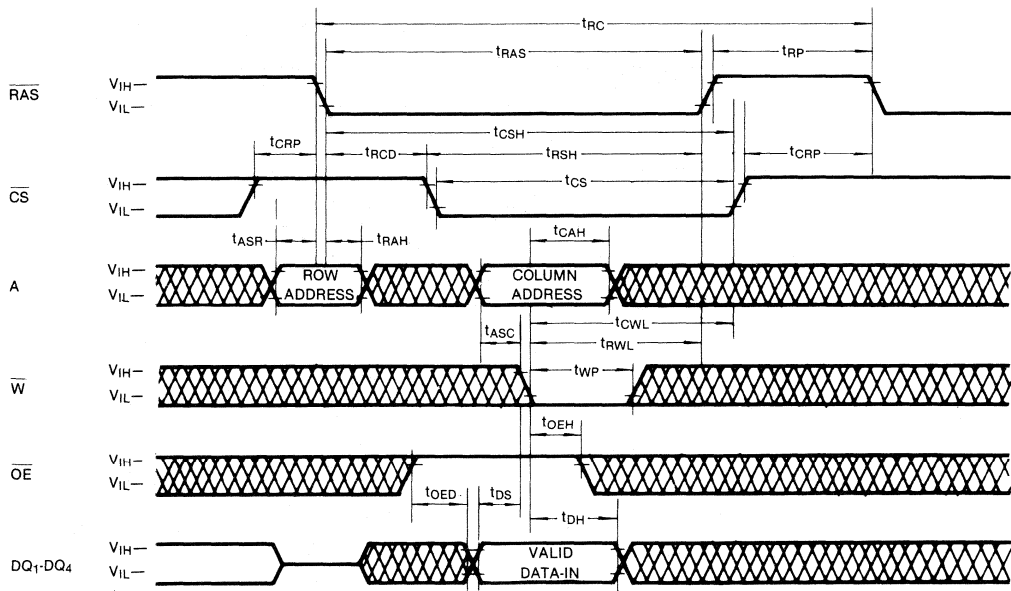 tRC
tRAS
tRP
RAS
VIH
VIL
tCSH
tCRP
tRCD
tRSH
tCRP
CS
VIH
VIL
tCS
tASR
tRAH
tCAH
A
VIH
VIL
ROW
ADDRESS
COLUMN
ADDRESS
tASC
tCWL
tRWL
W
VIH
VIL
tWP
tOEH
OE
VIH
VIL
tOED
tDS
tDH
DQ1-DQ4
VIH
VIL
VALID
DATA-IN